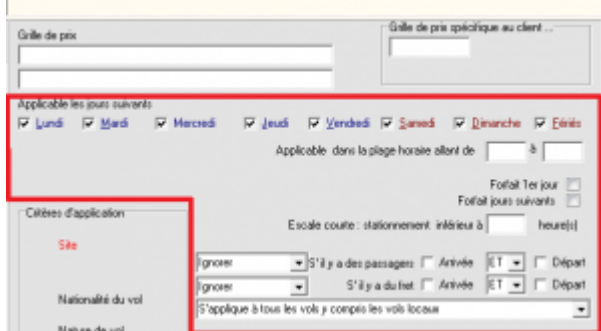 Grille de prix
Grille de prix spécifique au client ...
Applicable les jours suivants
Lundi Mardi Mercredi Jeudi Vendredi Samedi Dimanche Fériés
Applicable dans la plage horaire allant de à
Forfait 1er jour
Forfait jours suivants
Critères d'application
Escale courte : stationnement inférieur à heure(s)
Site
Ignorer S'il y a des passagers Arrivée ET Départ
Ignorer S'il y a du fret Arrivée ET Départ
Nationalité du vol
S'applique à tous les vols y compris les vols locaux
Nature de vol